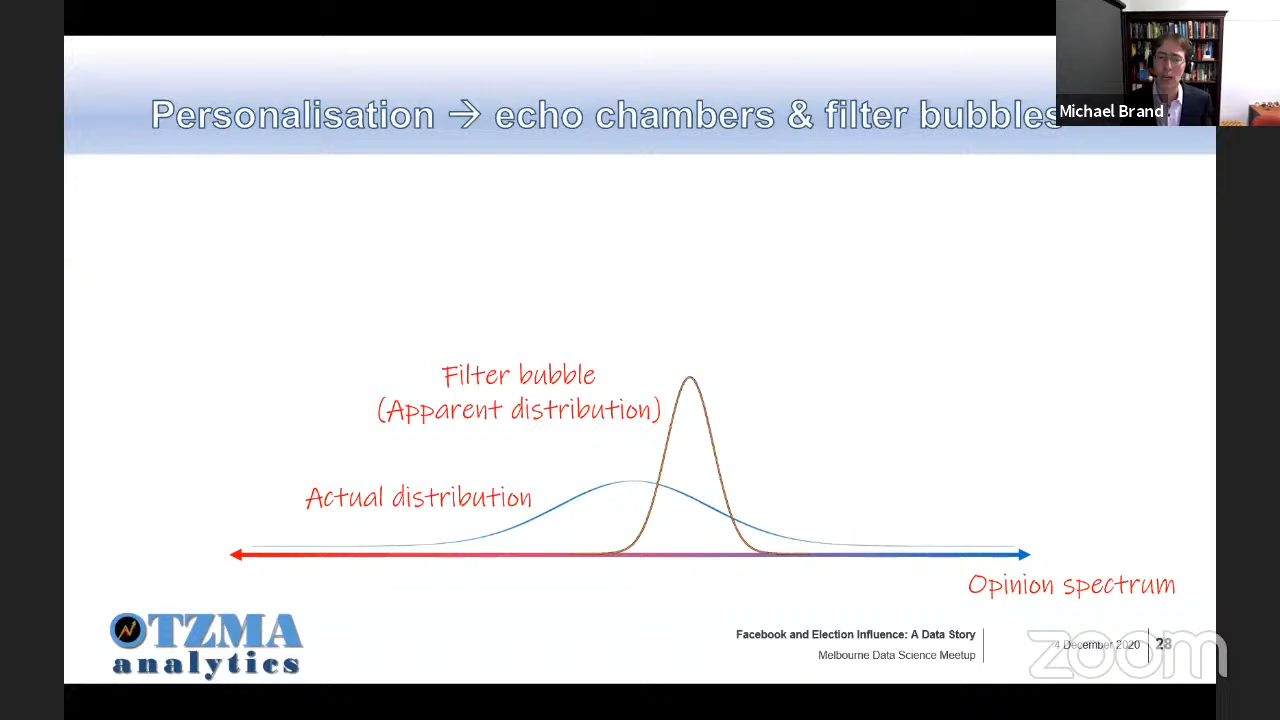 Personalisation → echo chambers & filter bubbles
Michael Brand
Filter bubble
(Apparent distribution)
Actual distribution
Opinion spectrum
OTZMA
analytics
Facebook and Election Influence: A Data Story
Melbourne Data Science Meetup
4 December 2020
28
zoom